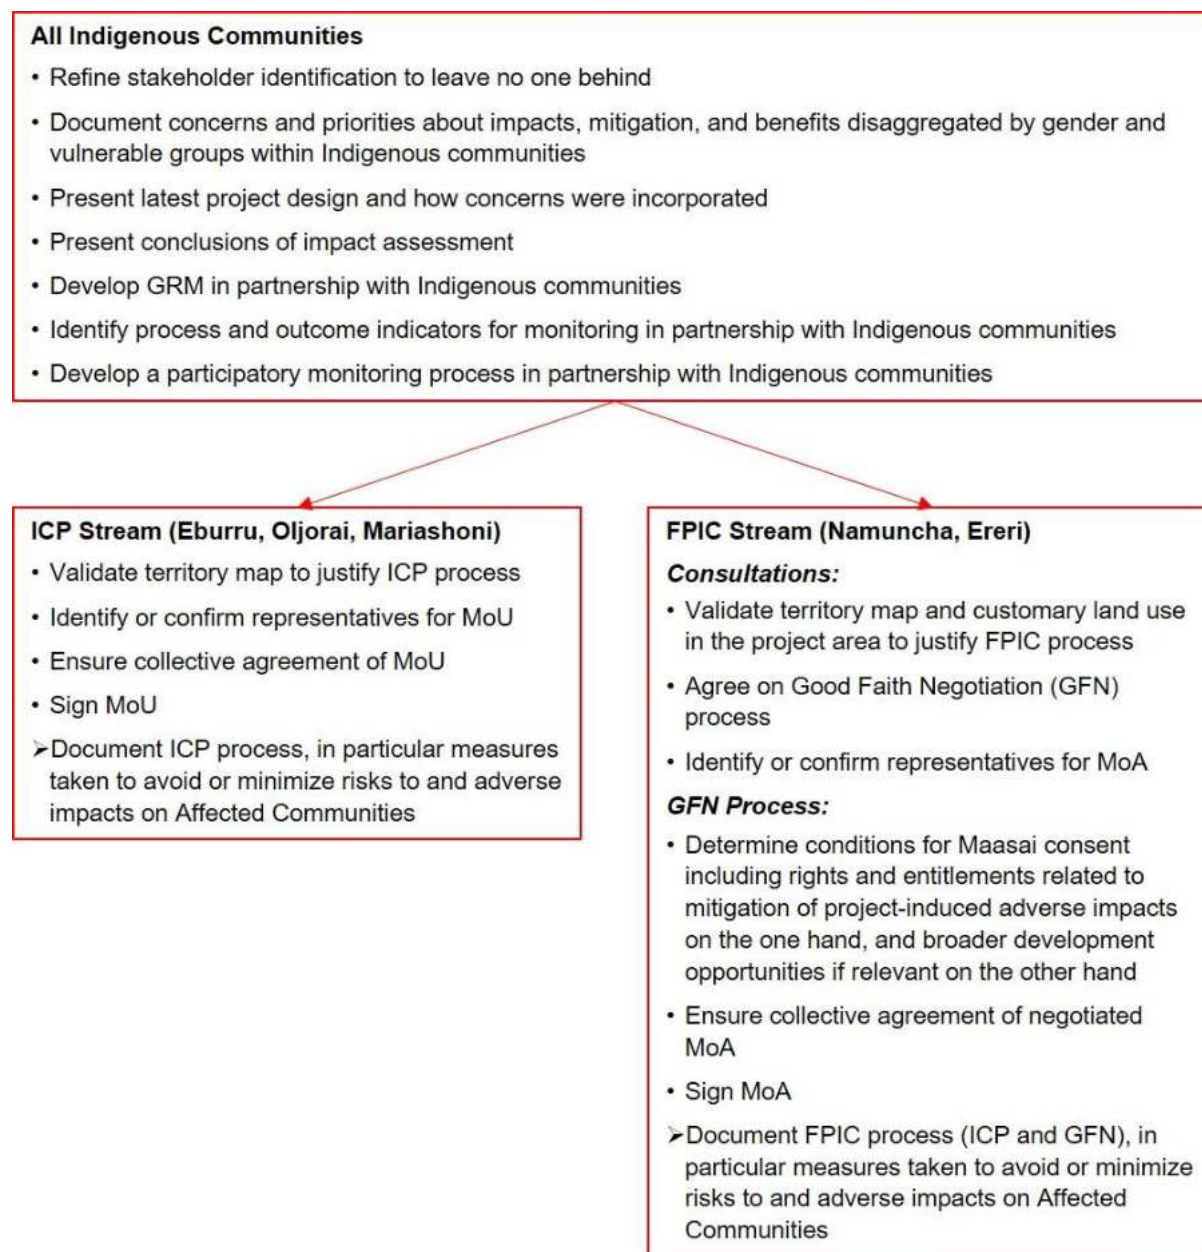 All Indigenous Communities
• Refine stakeholder identification to leave no one behind
• Document concerns and priorities about impacts, mitigation, and benefits disaggregated by gender and
vulnerable groups within Indigenous communities
• Present latest project design and how concerns were incorporated
• Present conclusions of impact assessment
• Develop GRM in partnership with Indigenous communities
• Identify process and outcome indicators for monitoring in partnership with Indigenous communities
• Develop a participatory monitoring process in partnership with Indigenous communities
ICP Stream (Eburru, Oljorai, Mariashoni)
• Validate territory map to justify ICP process
• Identify or confirm representatives for MoU
• Ensure collective agreement of MoU
• Sign MoU
➢Document ICP process, in particular measures
taken to avoid or minimize risks to and adverse
impacts on Affected Communities
FPIC Stream (Namuncha, Ereri)
Consultations:
• Validate territory map and customary land use
in the project area to justify FPIC process
• Agree on Good Faith Negotiation (GFN)
process
• Identify or confirm representatives for MoA
GFN Process:
• Determine conditions for Maasai consent
including rights and entitlements related to
mitigation of project-induced adverse impacts
on the one hand, and broader development
opportunities if relevant on the other hand
• Ensure collective agreement of negotiated
MoA
• Sign MoA
➢Document FPIC process (ICP and GFN), in
particular measures taken to avoid or minimize
risks to and adverse impacts on Affected
Communities